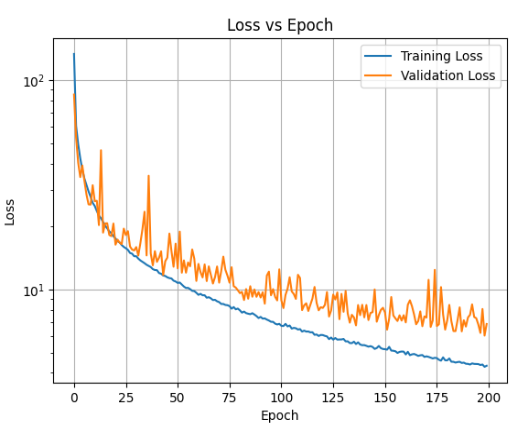 Loss vs Epoch
Training Loss
Validation Loss
Loss
10²
10¹
0 25 50 75 100 125 150 175 200
Epoch